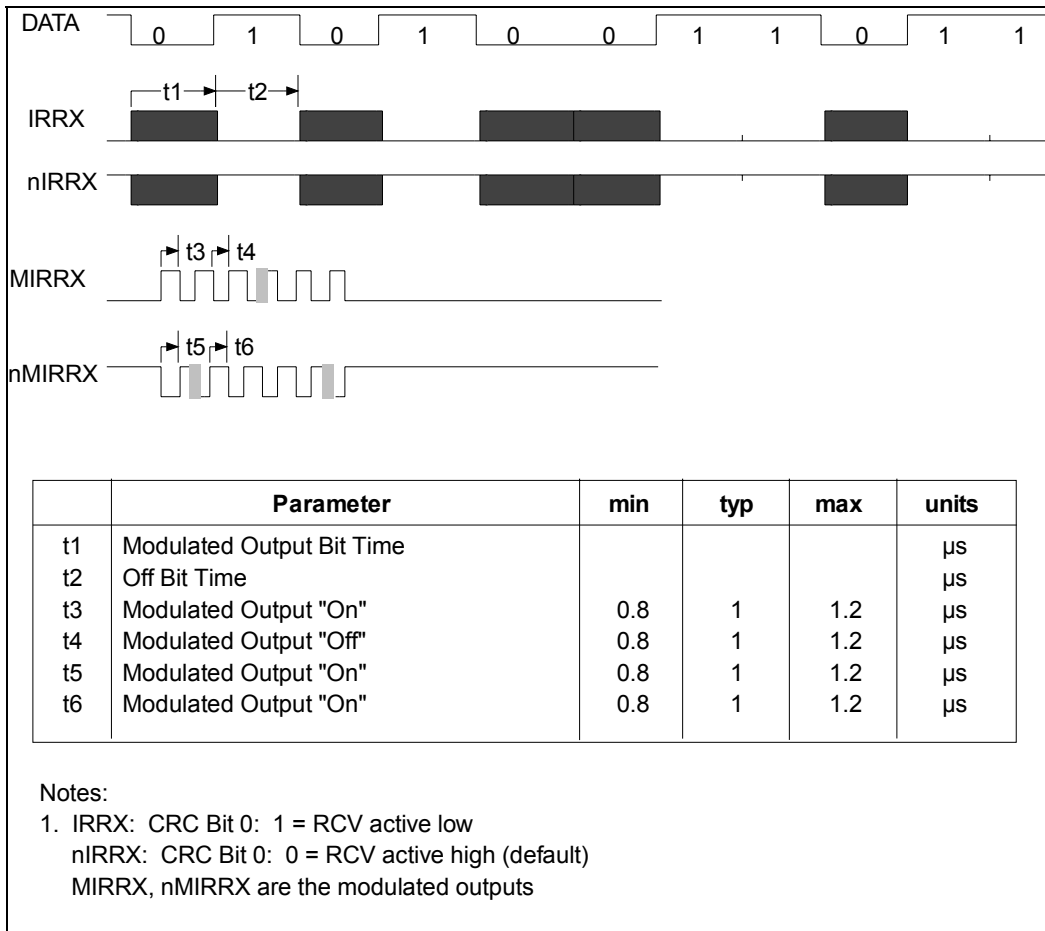 DATA 0 1 0 1 0 0 1 1 0 1 1
t1 t2
IRRX
nIRRX
t3 t4
MIRRX
t5 t6
nMIRRX
Parameter min typ max units
t1 Modulated Output Bit Time µs
t2 Off Bit Time µs
t3 Modulated Output "On" 0.8 1 1.2 µs
t4 Modulated Output "Off" 0.8 1 1.2 µs
t5 Modulated Output "On" 0.8 1 1.2 µs
t6 Modulated Output "On" 0.8 1 1.2 µs
Notes:
1. IRRX: CRC Bit 0: 1 = RCV active low
nIRRX: CRC Bit 0: 0 = RCV active high (default)
MIRRX, nMIRRX are the modulated outputs